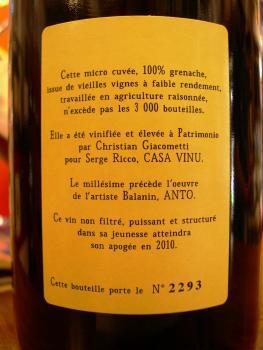 Cette micro cuvée, 100% grenache,
issue de vieilles vignes à faible rendement,
travaillée en agriculture raisonnée,
n'excède pas les 3 000 bouteilles.
Elle a été vinifiée et élevée à Patrimonio
par Christian Giacometti
pour Serge Ricco, CASA VINU.
Le millésime précède l'oeuvre
de l'artiste Balanin, ANTO.
Ce vin non filtré, puissant et structuré
dans sa jeunesse atteindra
son apogée en 2010.
Cette bouteille porte le N° 2293